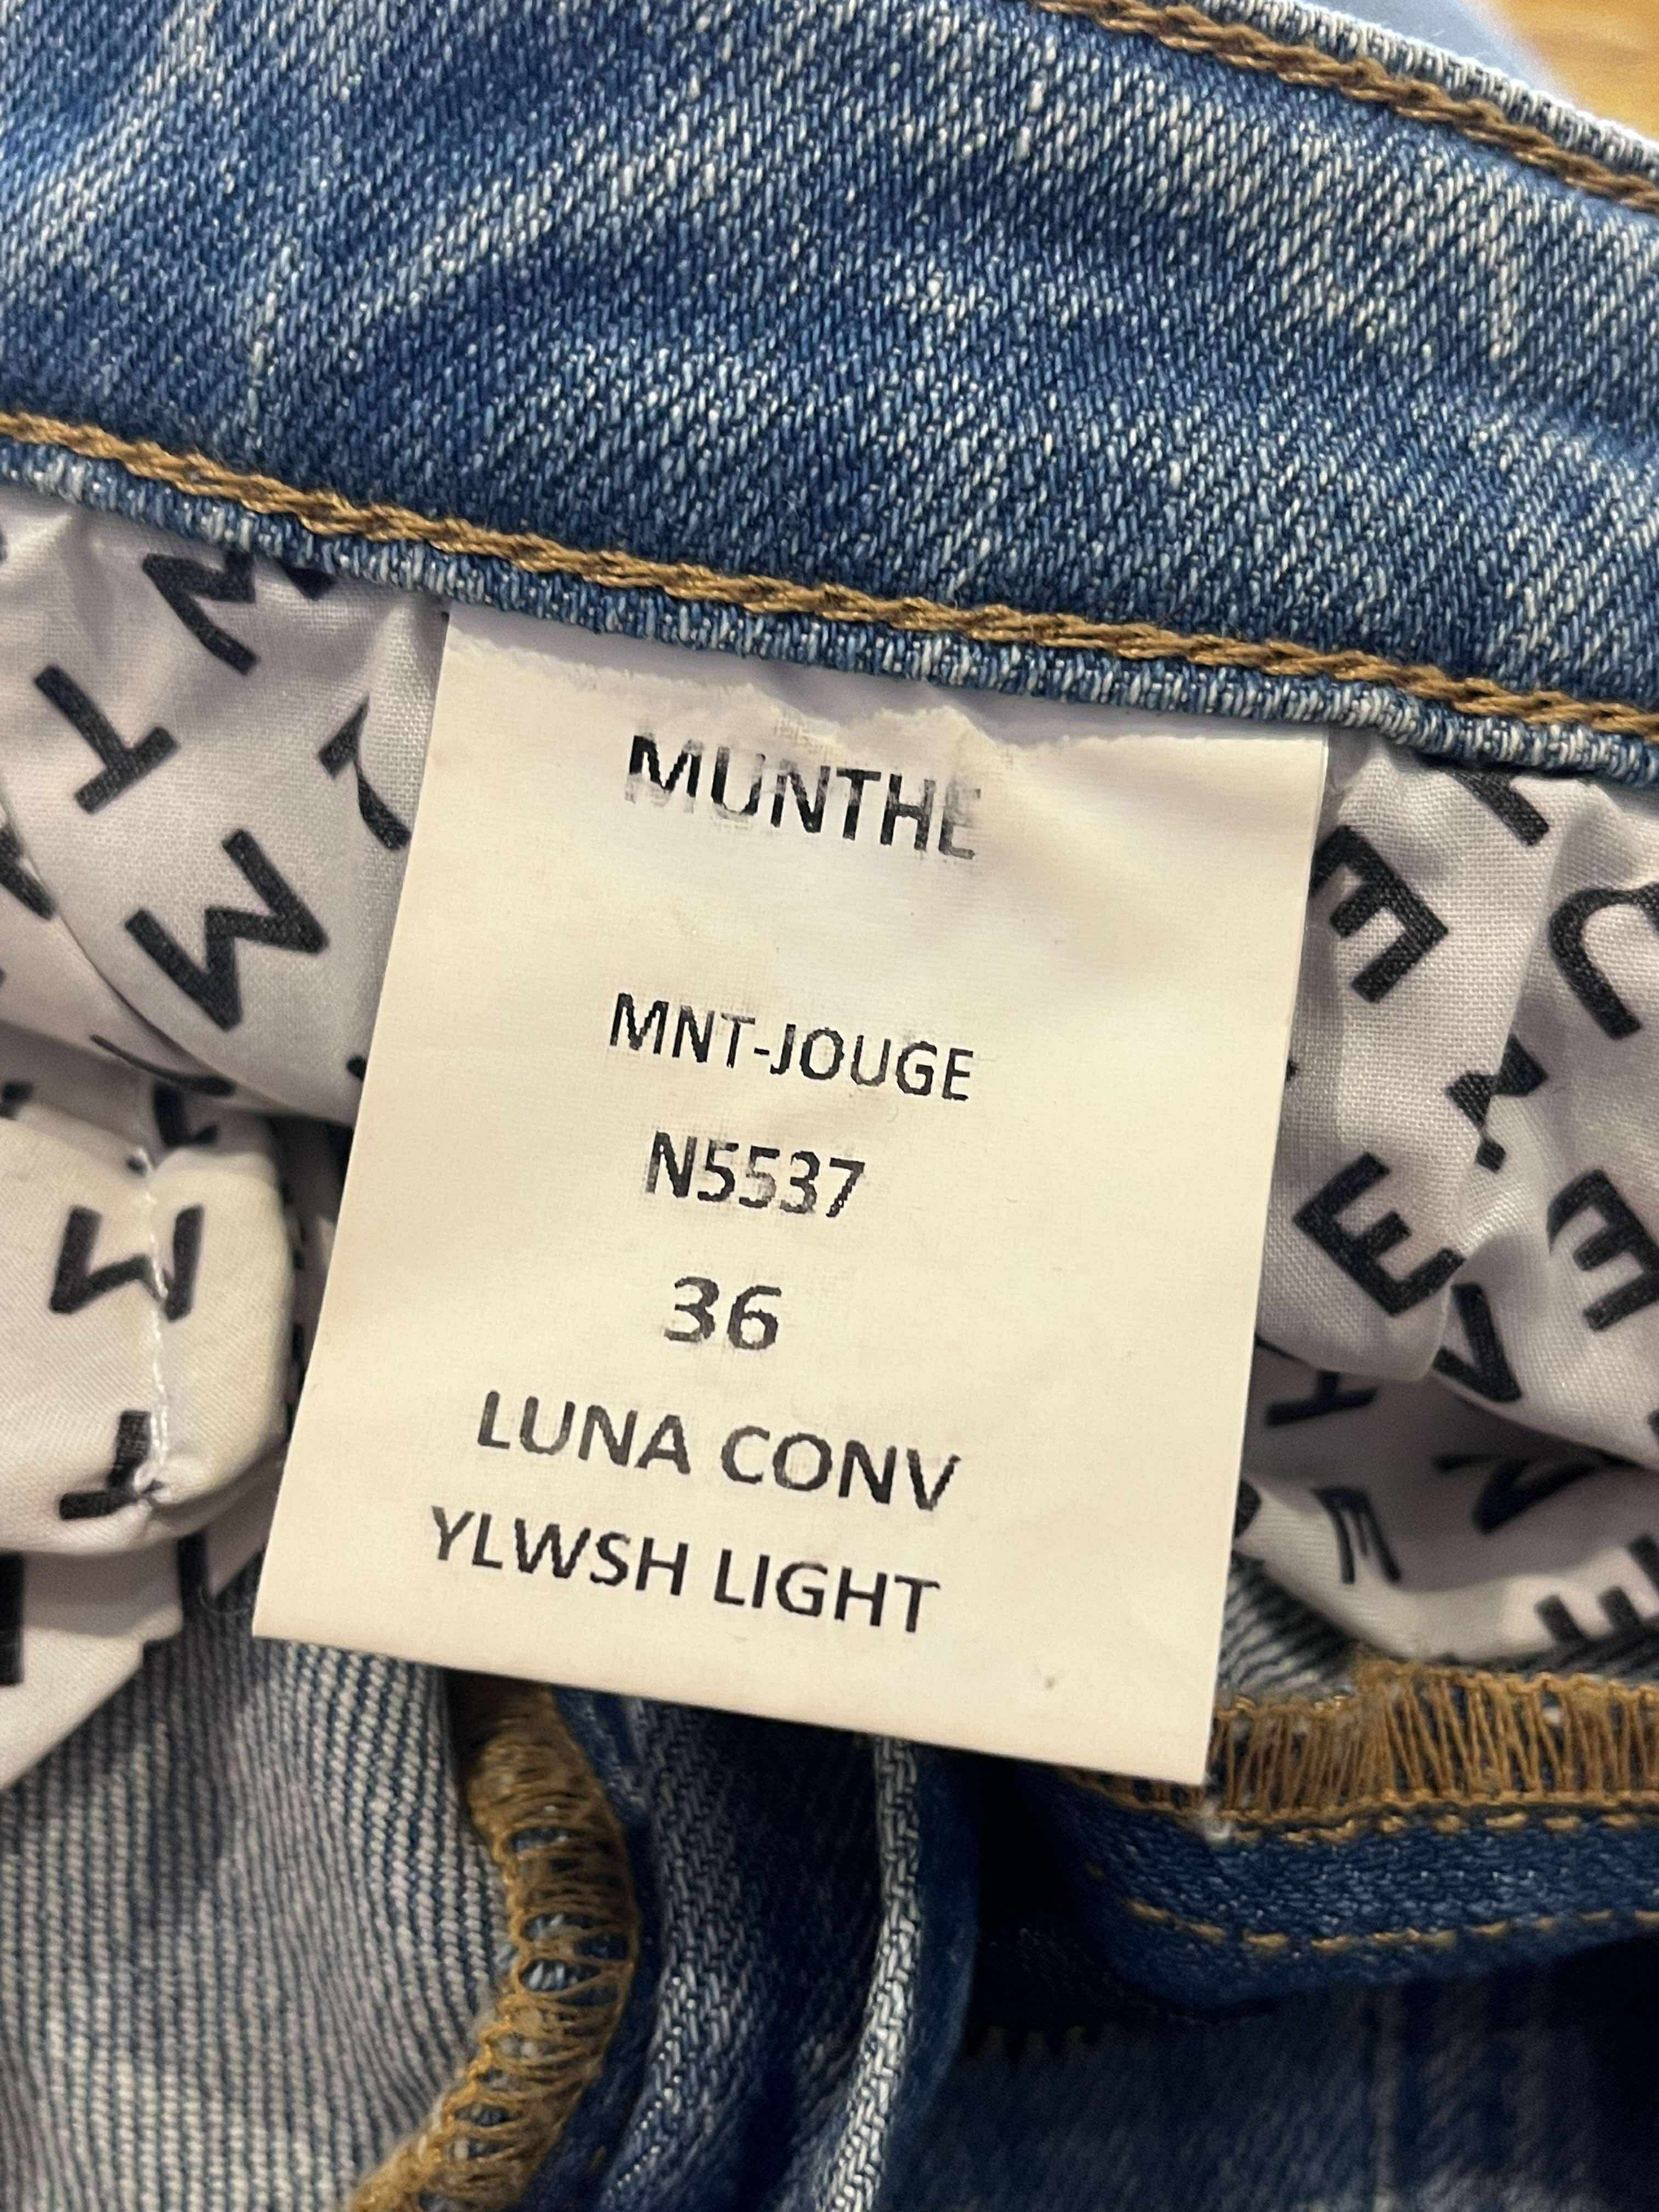 MUNTHE
MNT-JOUGE
N5537
36
LUNA CONV
YLWSH LIGHT